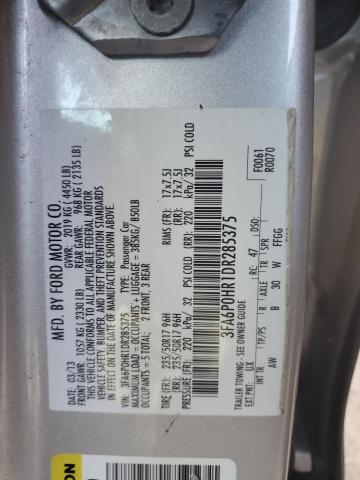 MFD. BY FORD MOTOR CO.
DATE: 03/13 GVWR: 2019 KG (4450 LB)
FRONT GAWR: 1057 KG (2330 LB) REAR GAWR: 968 KG (2135 LB)
THIS VEHICLE CONFORMS TO ALL APPLICABLE FEDERAL MOTOR
VEHICLE SAFETY, BUMPER, AND THEFT PREVENTION STANDARDS
IN EFFECT ON THE DATE OF MANUFACTURE SHOWN ABOVE.
VIN: 3FA6P0HR1DR285375 TYPE: Passenger Car
MAXIMUM LOAD = OCCUPANTS + LUGGAGE = 385KG / 850LB
OCCUPANTS = 5 TOTAL: 2 FRONT, 3 REAR
TIRE (FR): 235/50R17 96H RIMS (FR): 17x7.5J
(RR): 235/50R17 96H (RR): 17x7.5J
PRESSURE (FR): 220 kPa/ 32 PSI COLD (RR): 220 kPa/ 32 PSI COLD
3FA6P0HR1DR285375
F0061
R0070
TRAILER TOWING - SEE OWNER GUIDE
EXT PNT: UX RC: 47 DSO:
INT TR TP/PS R AXLE TR SPR
AW B 30 W FFGG
ON